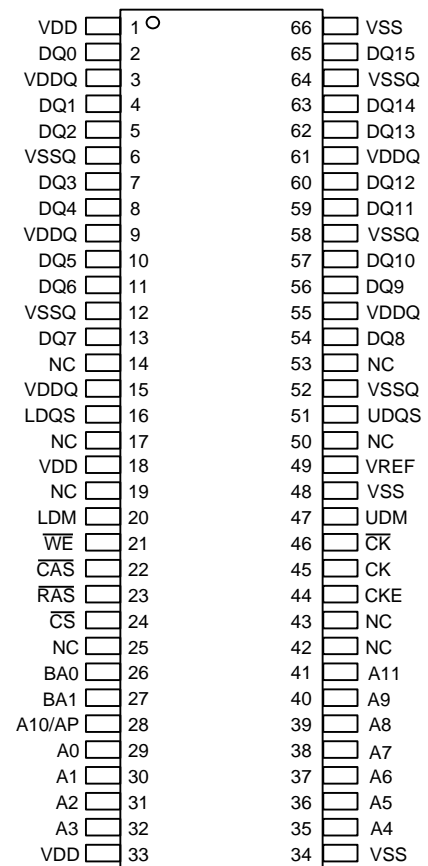 VDD 1 66 VSS
DQ0 2 65 DQ15
VDDQ 3 64 VSSQ
DQ1 4 63 DQ14
DQ2 5 62 DQ13
VSSQ 6 61 VDDQ
DQ3 7 60 DQ12
DQ4 8 59 DQ11
VDDQ 9 58 VSSQ
DQ5 10 57 DQ10
DQ6 11 56 DQ9
VSSQ 12 55 VDDQ
DQ7 13 54 DQ8
NC 14 53 NC
VDDQ 15 52 VSSQ
LDQS 16 51 UDQS
NC 17 50 NC
VDD 18 49 VREF
NC 19 48 VSS
LDM 20 47 UDM
W̅E̅ 21 46 C̅K̅
C̅A̅S̅ 22 45 CK
R̅A̅S̅ 23 44 CKE
C̅S̅ 24 43 NC
NC 25 42 NC
BA0 26 41 A11
BA1 27 40 A9
A10/AP 28 39 A8
A0 29 38 A7
A1 30 37 A6
A2 31 36 A5
A3 32 35 A4
VDD 33 34 VSS